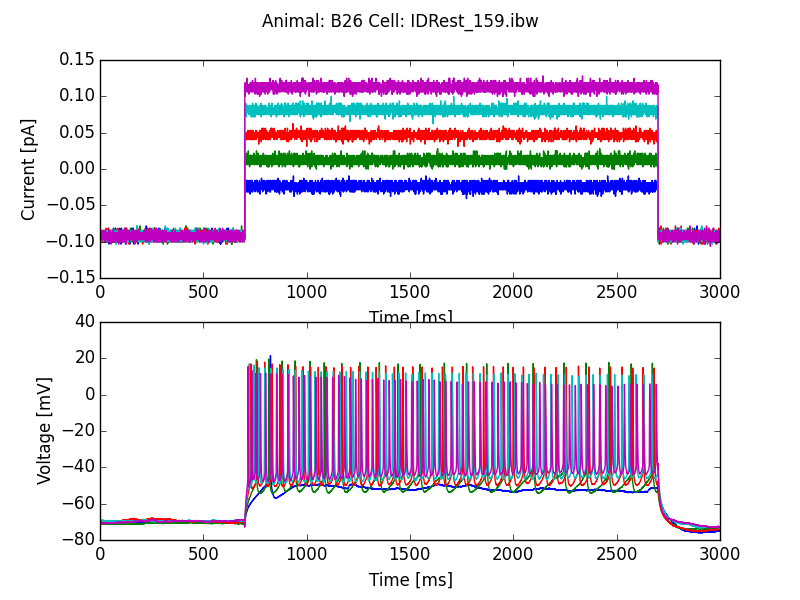 Animal: B26 Cell: IDRest_159.ibw
0.15
0.10
0.05
0.00
−0.05
−0.10
−0.15
Current [pA]
0 500 1000 1500 2000 2500 3000
Time [ms]
40
20
0
−20
−40
−60
−80
Voltage [mV]
0 500 1000 1500 2000 2500 3000
Time [ms]